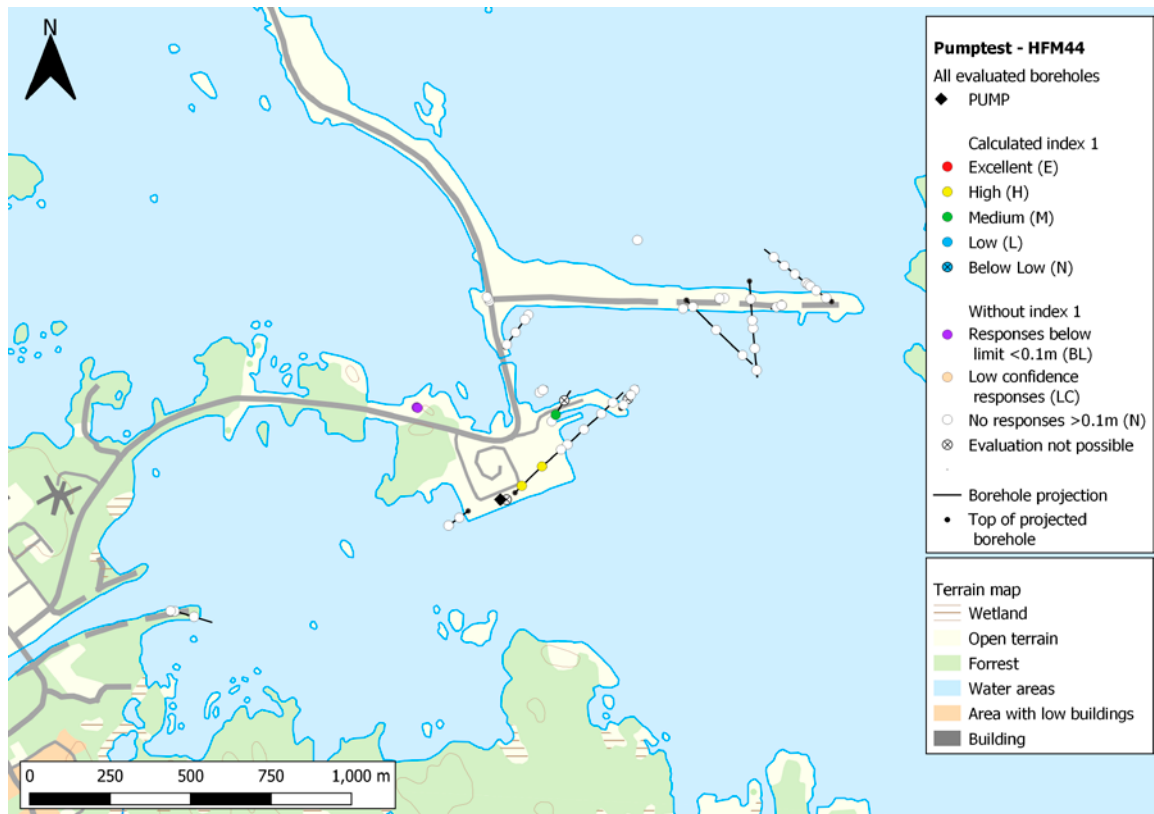 N
Pumptest - HFM44
All evaluated boreholes
PUMP
Calculated index 1
Excellent (E)
High (H)
Medium (M)
Low (L)
Below Low (N)
Without index 1
Responses below
limit <0.1m (BL)
Low confidence
responses (LC)
No responses >0.1m (N)
Evaluation not possible
Borehole projection
Top of projected
borehole
Terrain map
Wetland
Open terrain
Forrest
Water areas
Area with low buildings
Building
0 250 500 750 1,000 m